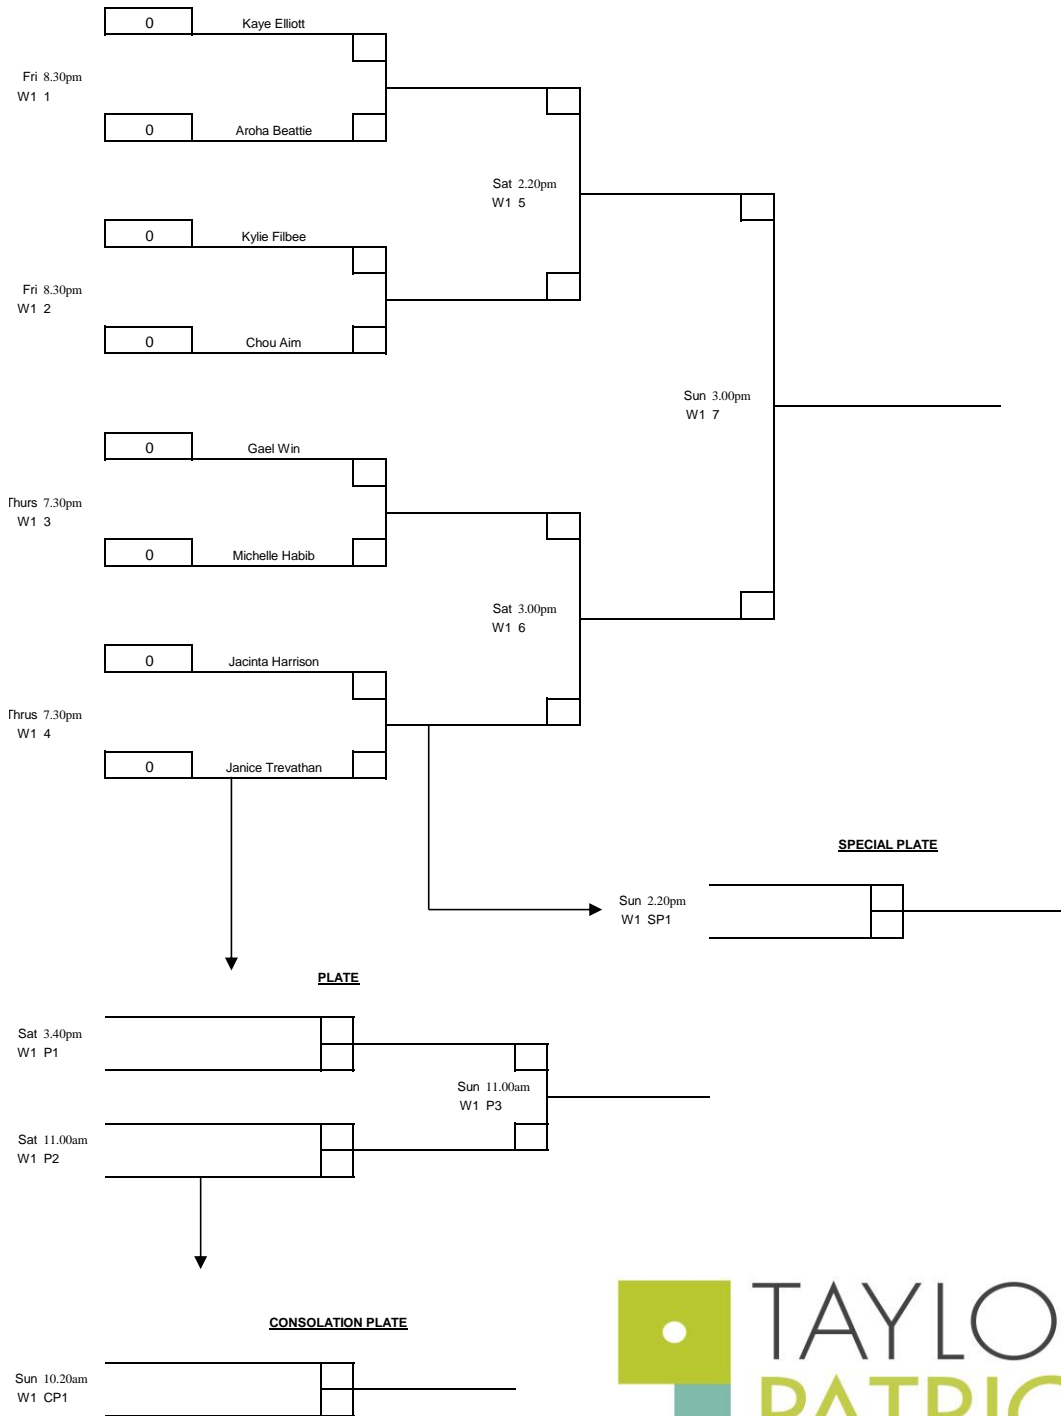 0 Kaye Elliott
Fri 8.30pm
W1 1
0 Aroha Beattie
Sat 2.20pm
W1 5
0 Kylie Filbee
Fri 8.30pm
W1 2
0 Chou Aim
Sun 3.00pm
W1 7
0 Gael Win
Thurs 7.30pm
W1 3
0 Michelle Habib
Sat 3.00pm
W1 6
0 Jacinta Harrison
Thrus 7.30pm
W1 4
0 Janice Trevathan
SPECIAL PLATE
Sun 2.20pm
W1 SP1
PLATE
Sat 3.40pm
W1 P1
Sun 11.00am
W1 P3
Sat 11.00am
W1 P2
CONSOLATION PLATE
Sun 10.20am
W1 CP1
TAYLO
PATRIC